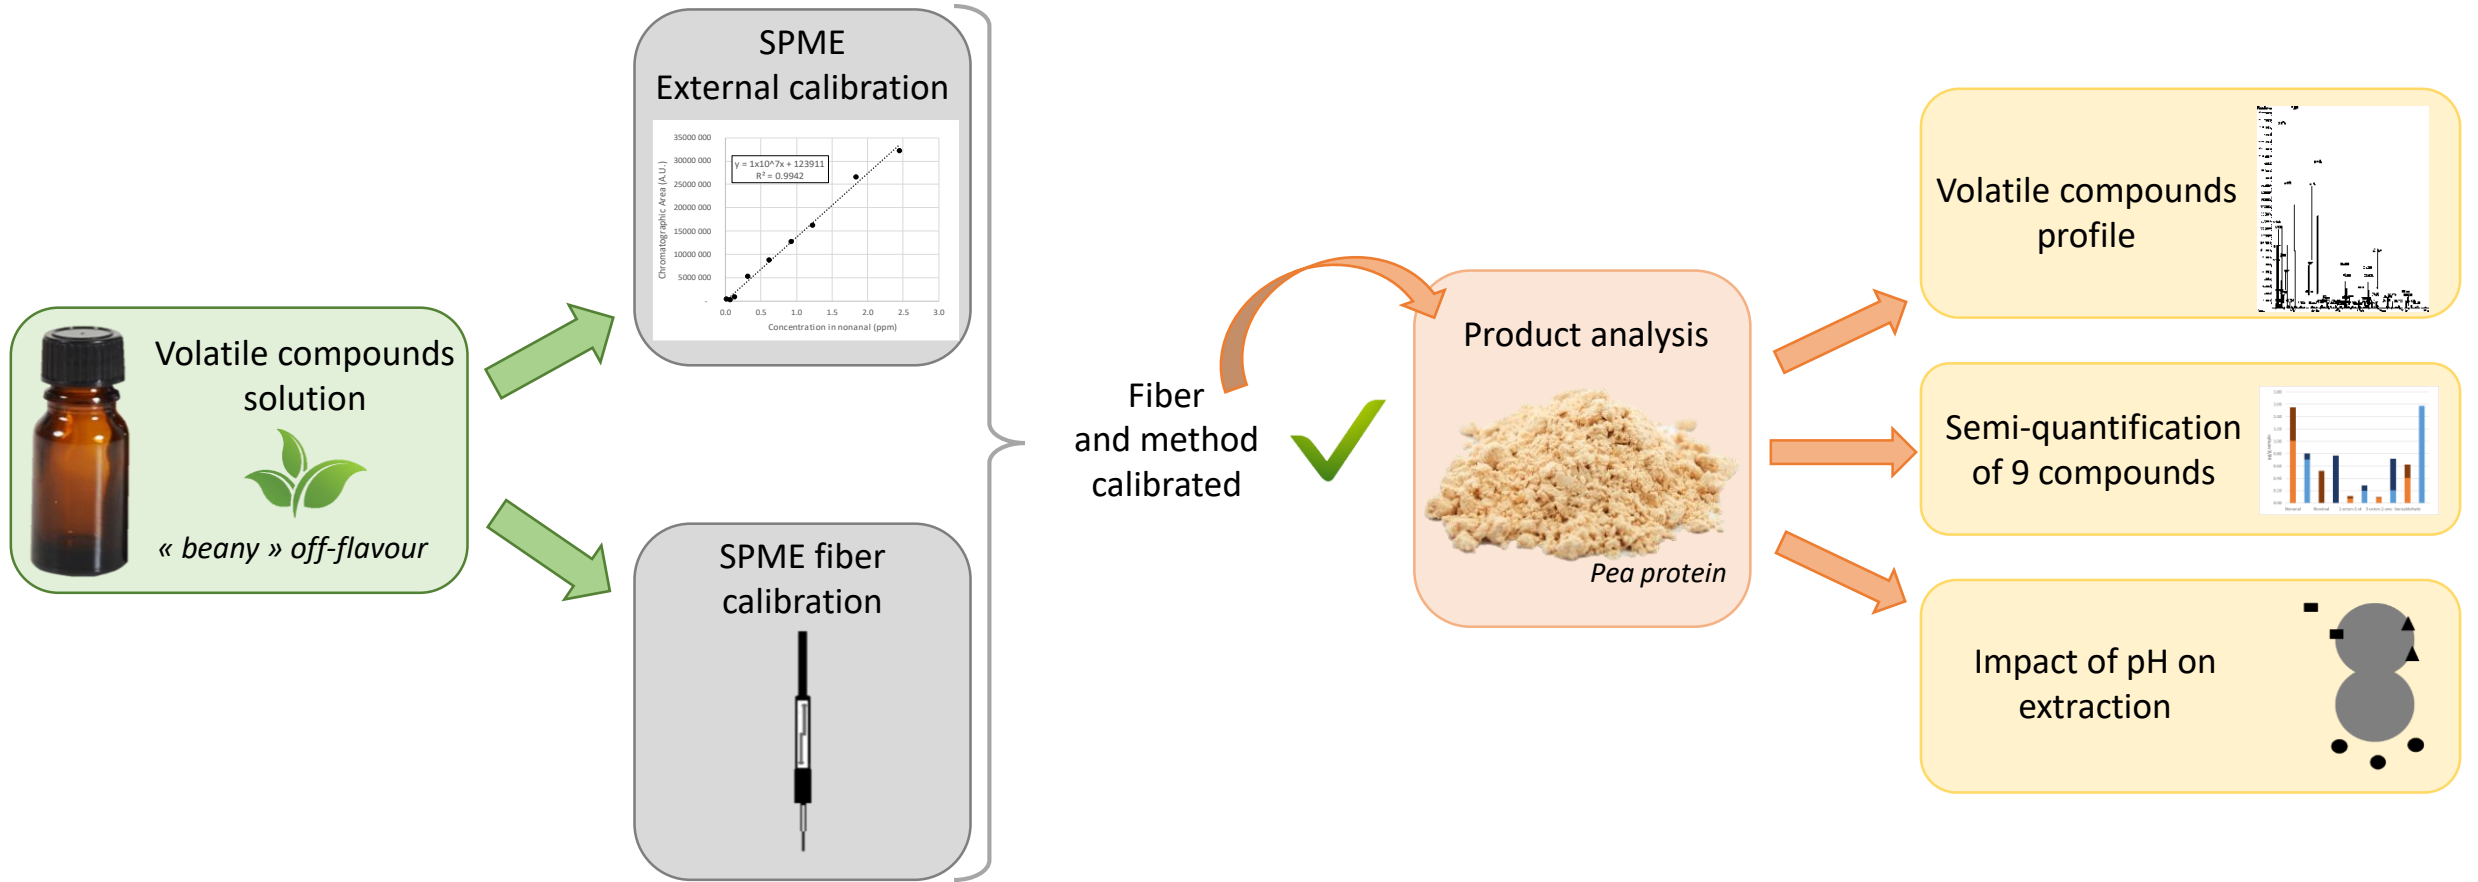 Volatile compounds
solution
« beany » off-flavour
SPME
External calibration
35000 000
30000 000
25000 000
20000 000
15000 000
10000 000
5000 000
-
Chromatographic Area (A.U.)
y = 1x10^7x + 123911
R² = 0.9942
0.0 0.5 1.0 1.5 2.0 2.5 3.0
Concentration in nonanal (ppm)
SPME fiber
calibration
Fiber
and method
calibrated
Product analysis
Pea protein
Volatile compounds
profile
Semi-quantification
of 9 compounds
Impact of pH on
extraction